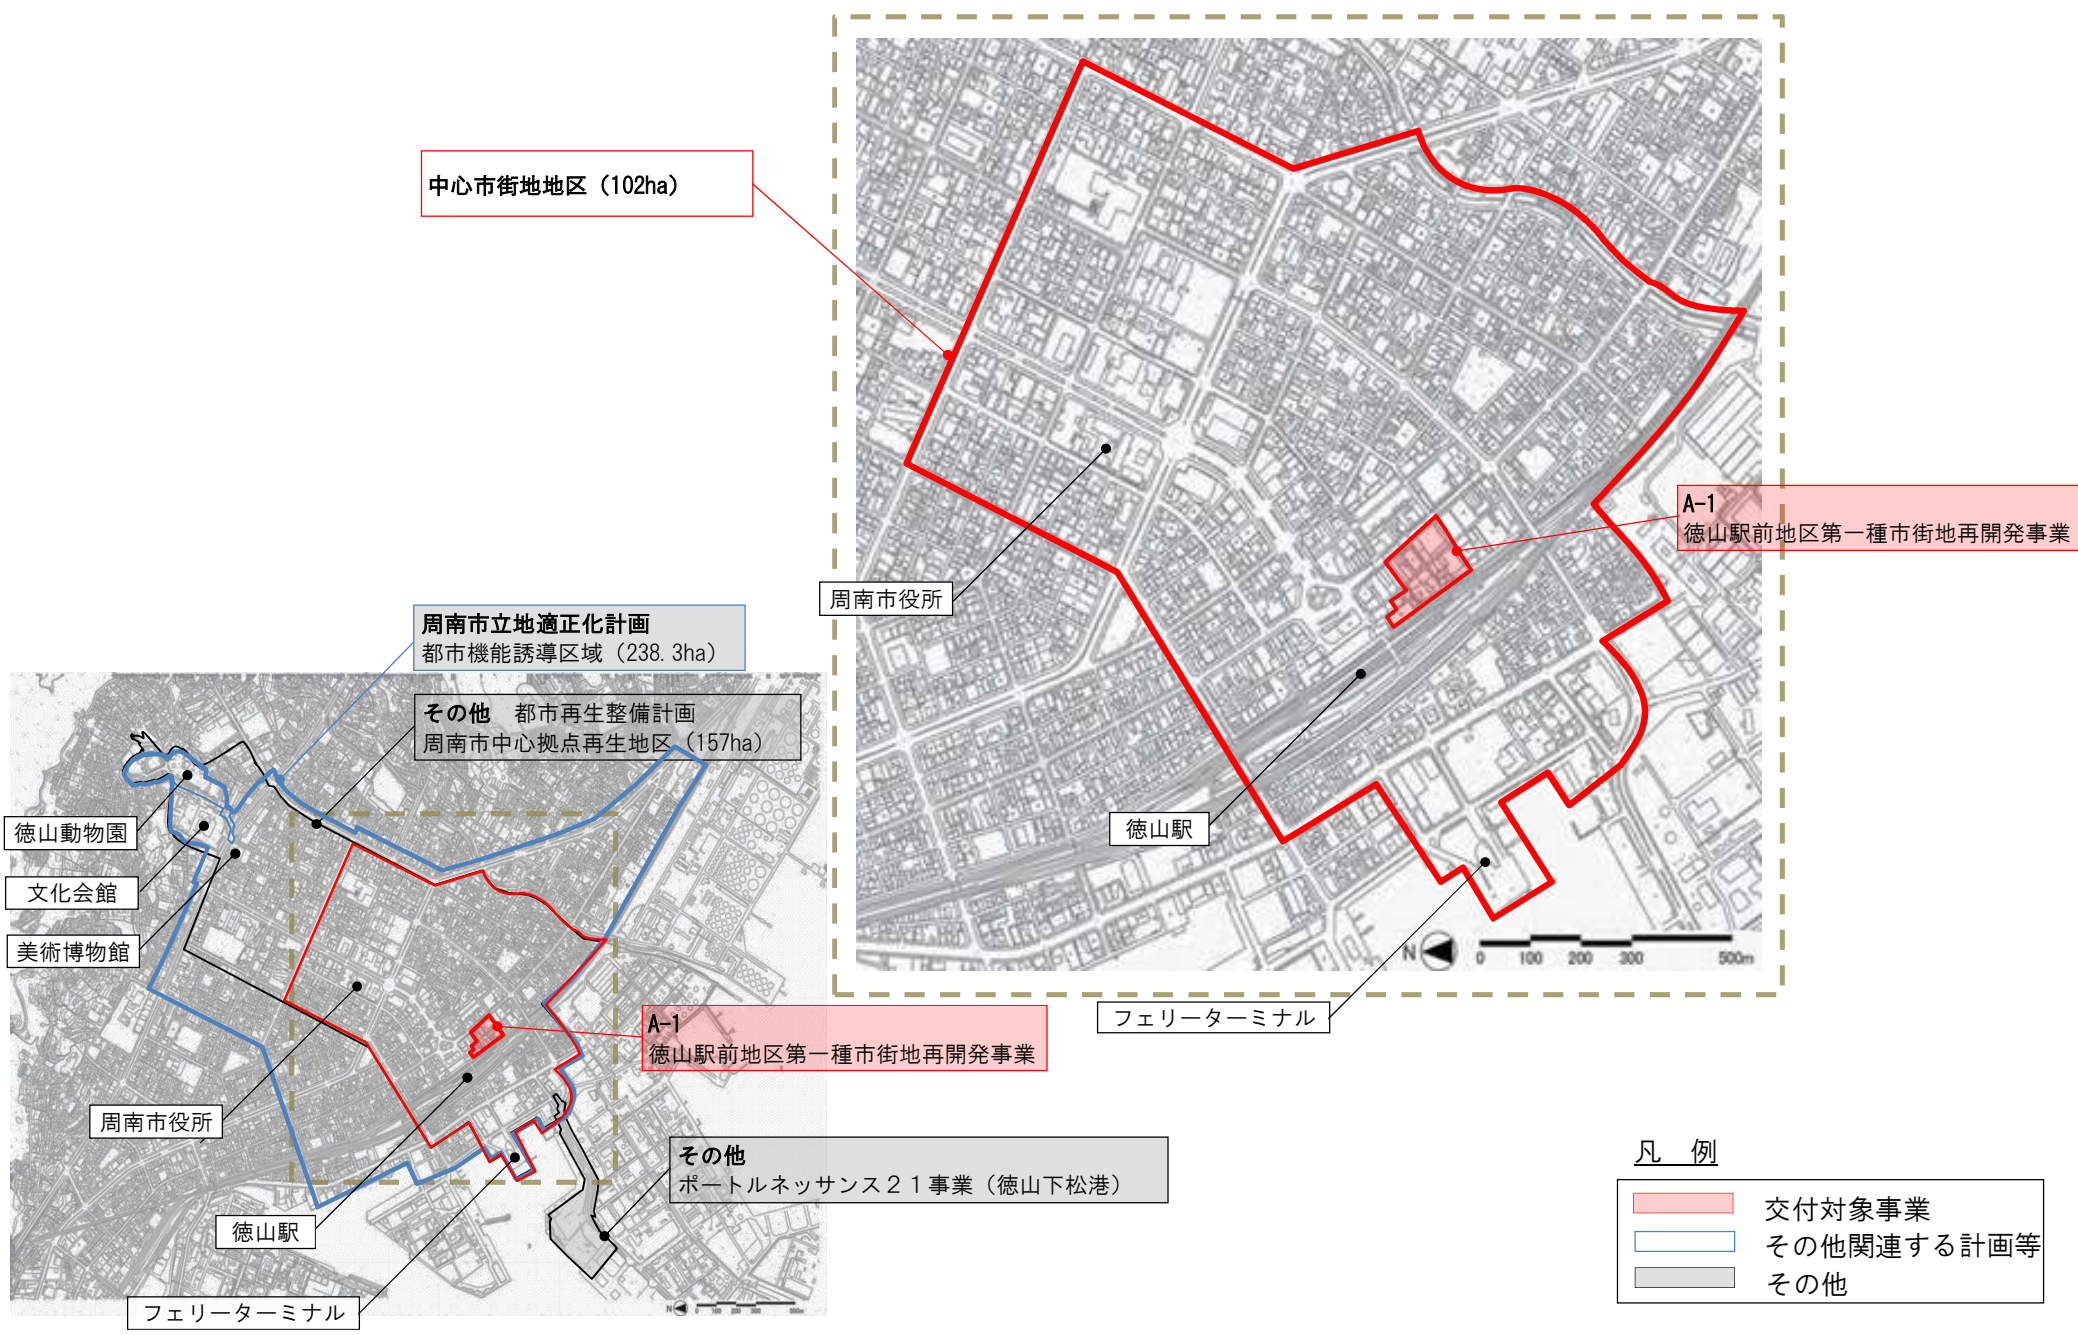 中心市街地地区（102ha）
A-1
徳山駅前地区第一種市街地再開発事業
周南市役所
徳山駅
フェリーターミナル
N
0 100 200 300 500m
周南市立地適正化計画
都市機能誘導区域（238.3ha）
その他 都市再生整備計画
周南市中心拠点再生地区（157ha）
徳山動物園
文化会館
美術博物館
周南市役所
徳山駅
フェリーターミナル
A-1
徳山駅前地区第一種市街地再開発事業
その他
ポートルネッサンス２１事業（徳山下松港）
N
0 100 200 300 500m
凡 例
交付対象事業
その他関連する計画等
その他